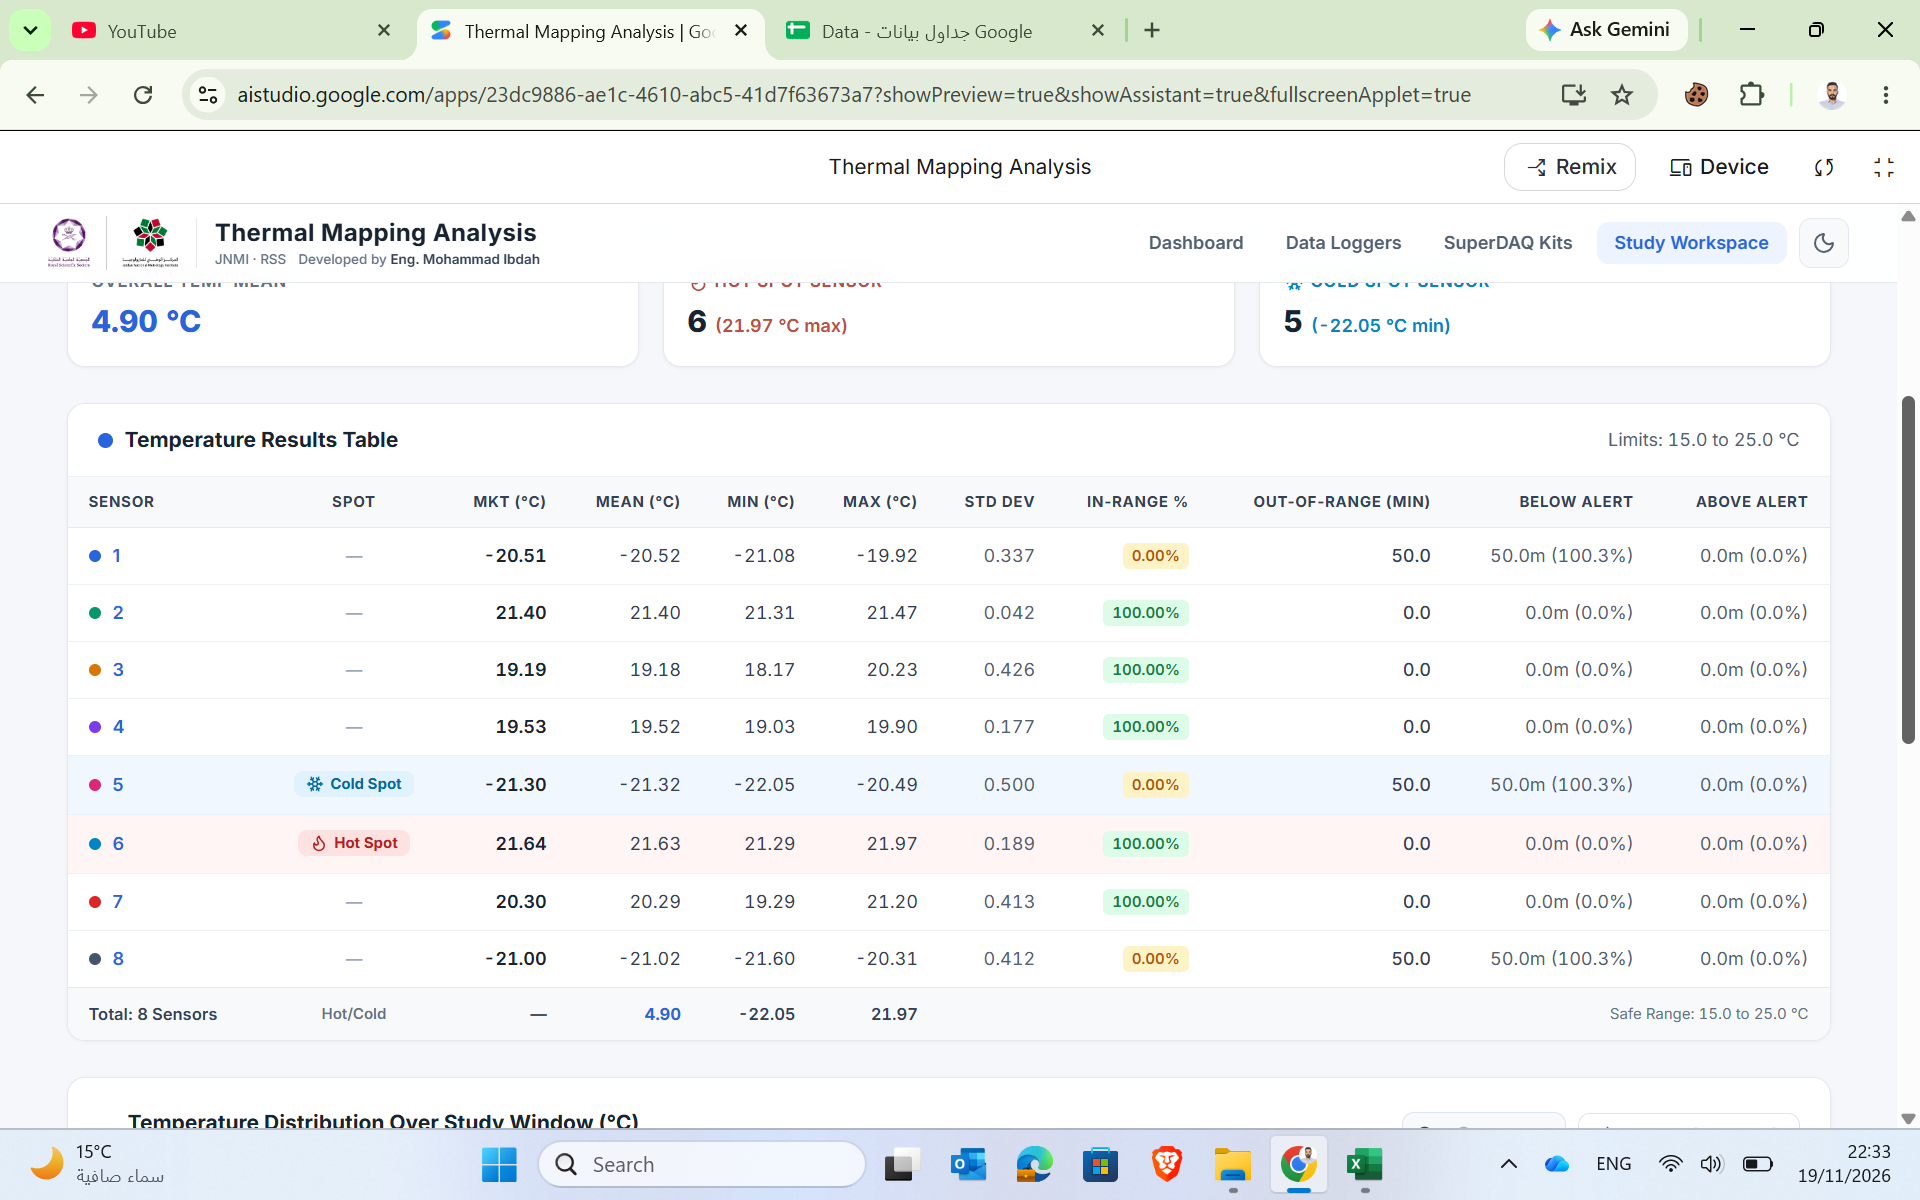 YouTube
Thermal Mapping Analysis | Goo
Data - جداول بيانات Google
Ask Gemini
aistudio.google.com/apps/23dc9886-ae1c-4610-abc5-41d7f63673a7?showPreview=true&showAssistant=true&fullscreenApplet=true
Thermal Mapping Analysis
Remix
Device
Thermal Mapping Analysis
JNMI · RSS Developed by Eng. Mohammad Ibdah
Dashboard
Data Loggers
SuperDAQ Kits
Study Workspace
OVERALL TEMP MEAN
4.90 °C
HOT SPOT SENSOR
6 (21.97 °C max)
COLD SPOT SENSOR
5 (-22.05 °C min)
Temperature Results Table
Limits: 15.0 to 25.0 °C
SENSOR SPOT MKT (°C) MEAN (°C) MIN (°C) MAX (°C) STD DEV IN-RANGE % OUT-OF-RANGE (MIN) BELOW ALERT ABOVE ALERT
1 — -20.51 -20.52 -21.08 -19.92 0.337 0.00% 50.0 50.0m (100.3%) 0.0m (0.0%)
2 — 21.40 21.40 21.31 21.47 0.042 100.00% 0.0 0.0m (0.0%) 0.0m (0.0%)
3 — 19.19 19.18 18.17 20.23 0.426 100.00% 0.0 0.0m (0.0%) 0.0m (0.0%)
4 — 19.53 19.52 19.03 19.90 0.177 100.00% 0.0 0.0m (0.0%) 0.0m (0.0%)
5 Cold Spot -21.30 -21.32 -22.05 -20.49 0.500 0.00% 50.0 50.0m (100.3%) 0.0m (0.0%)
6 Hot Spot 21.64 21.63 21.29 21.97 0.189 100.00% 0.0 0.0m (0.0%) 0.0m (0.0%)
7 — 20.30 20.29 19.29 21.20 0.413 100.00% 0.0 0.0m (0.0%) 0.0m (0.0%)
8 — -21.00 -21.02 -21.60 -20.31 0.412 0.00% 50.0 50.0m (100.3%) 0.0m (0.0%)
Total: 8 Sensors Hot/Cold — 4.90 -22.05 21.97 Safe Range: 15.0 to 25.0 °C
Temperature Distribution Over Study Window (°C)
15°C
سماء صافية
Search
ENG
22:33
19/11/2026